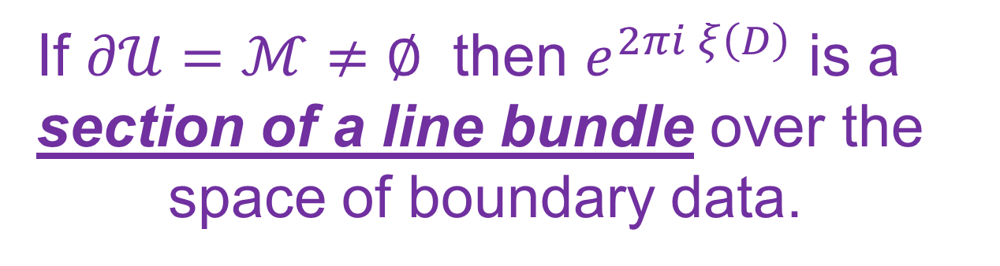 If ∂𝒰 = ℳ ≠ ∅ then e^{2πi ξ(D)} is a
section of a line bundle over the
space of boundary data.